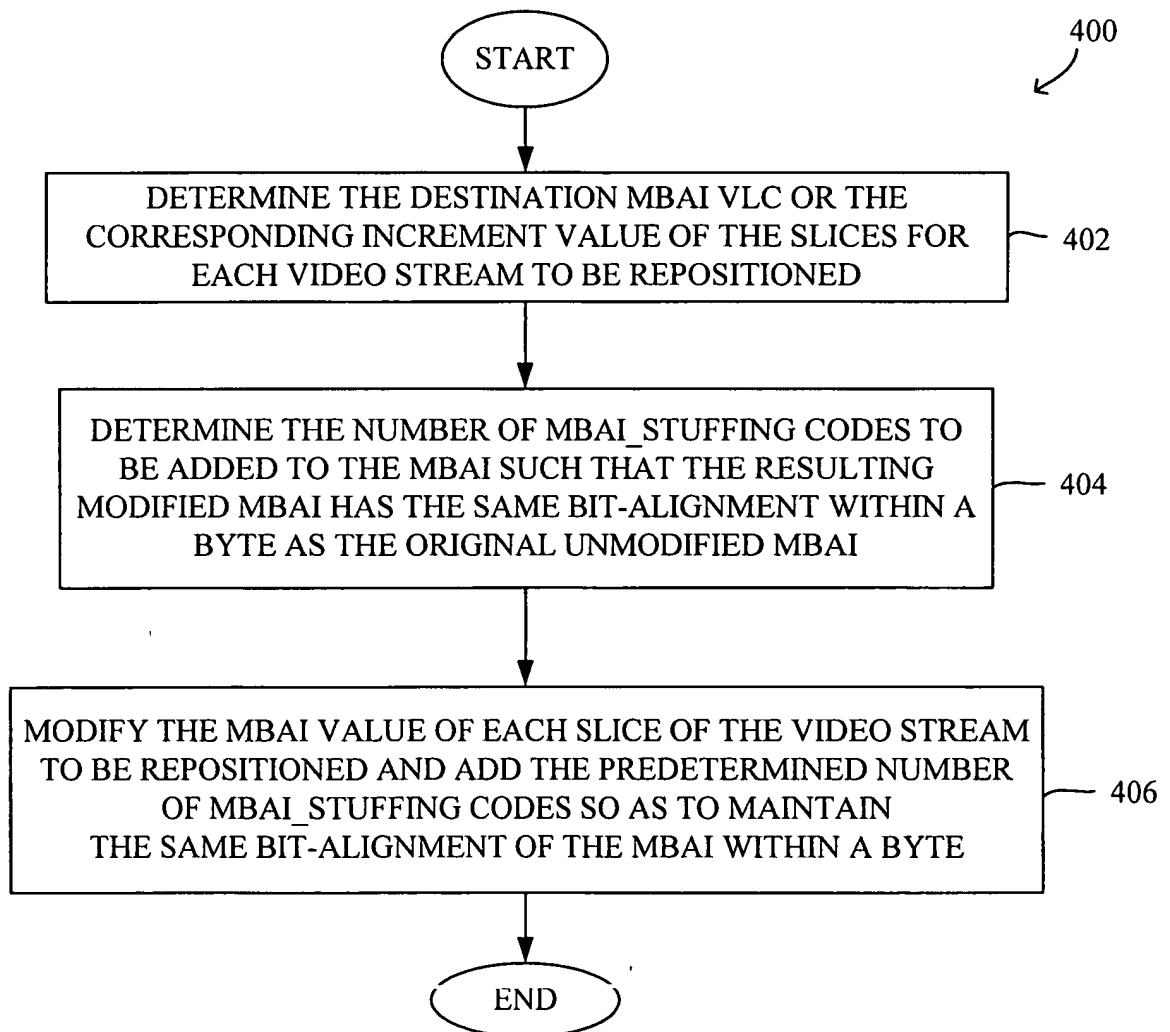 START
400
DETERMINE THE DESTINATION MBAI VLC OR THE
CORRESPONDING INCREMENT VALUE OF THE SLICES FOR
EACH VIDEO STREAM TO BE REPOSITIONED
402
DETERMINE THE NUMBER OF MBAI_STUFFING CODES TO
BE ADDED TO THE MBAI SUCH THAT THE RESULTING
MODIFIED MBAI HAS THE SAME BIT-ALIGNMENT WITHIN A
BYTE AS THE ORIGINAL UNMODIFIED MBAI
404
MODIFY THE MBAI VALUE OF EACH SLICE OF THE VIDEO STREAM
TO BE REPOSITIONED AND ADD THE PREDETERMINED NUMBER
OF MBAI_STUFFING CODES SO AS TO MAINTAIN
THE SAME BIT-ALIGNMENT OF THE MBAI WITHIN A BYTE
406
END